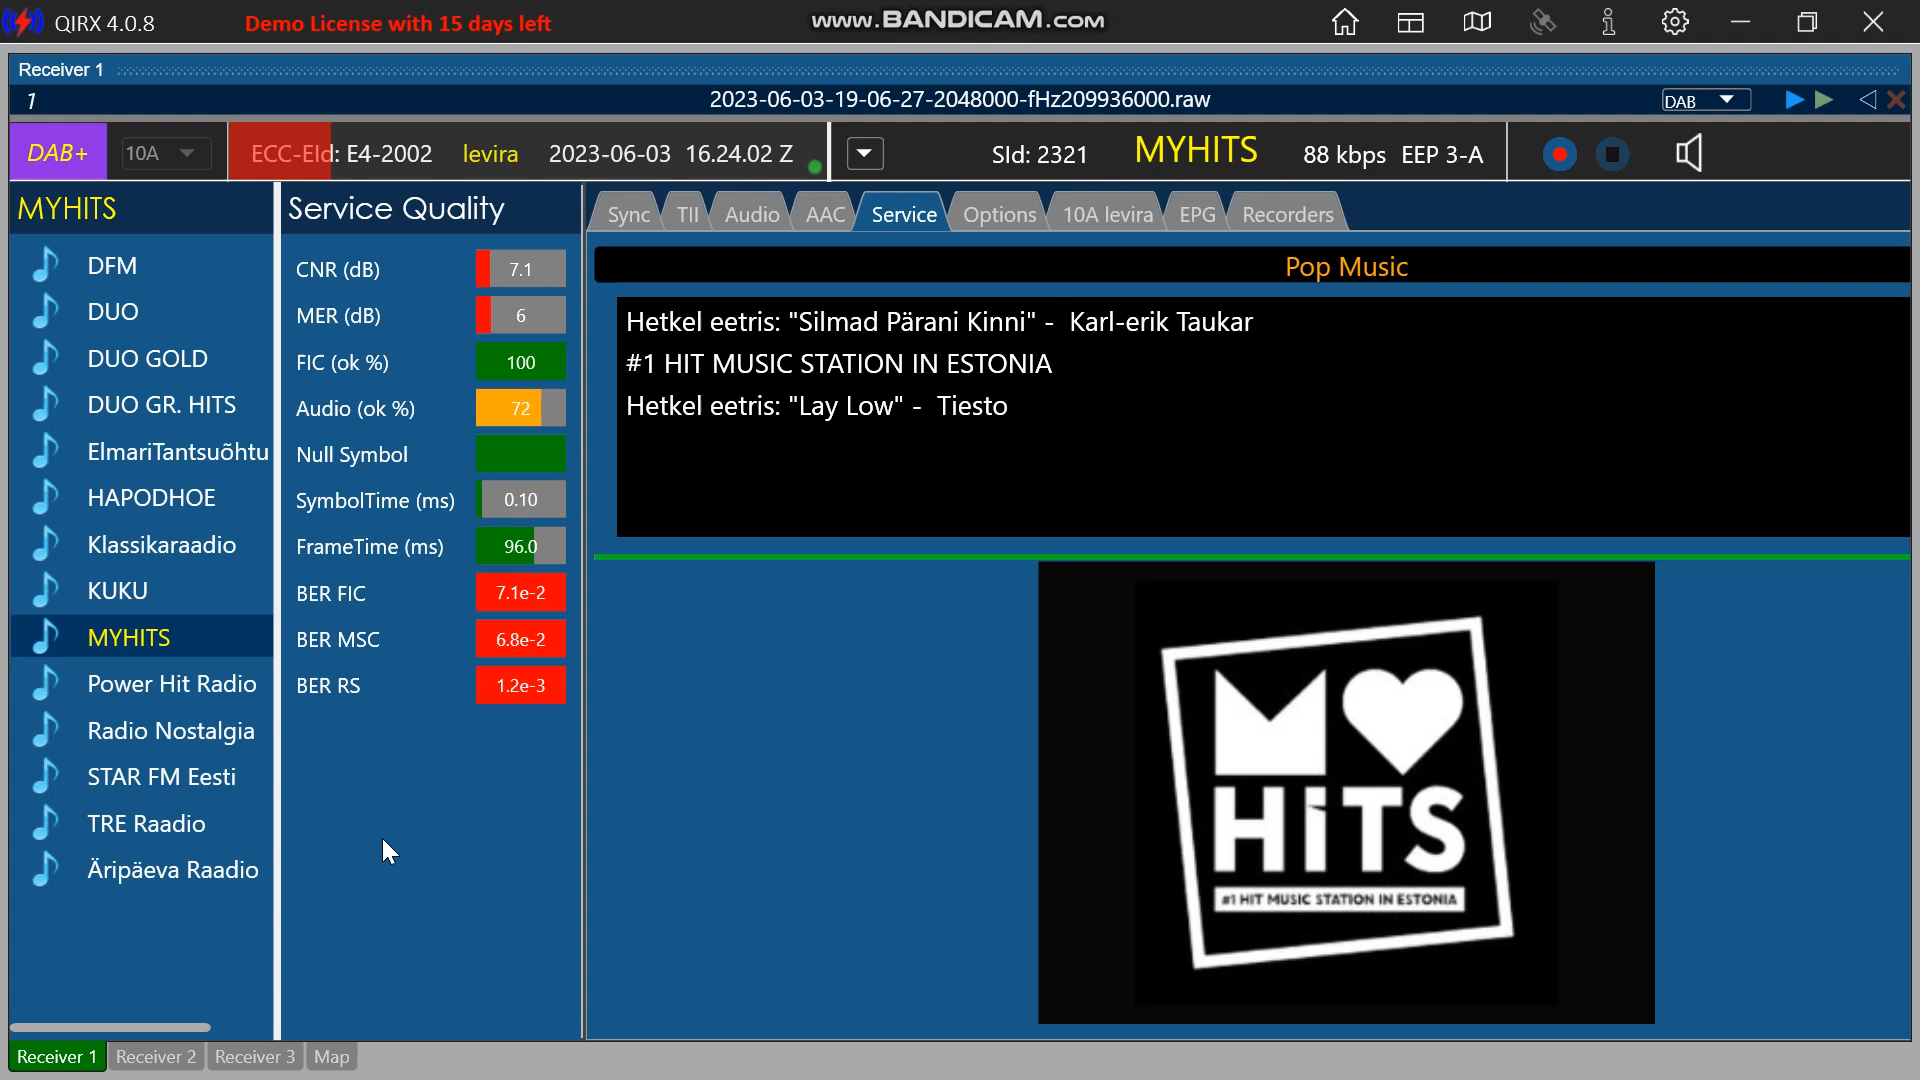 QIRX 4.0.8
Demo License with 15 days left
www.BANDICAM.com
Receiver 1
1
2023-06-03-19-06-27-2048000-fHz209936000.raw
DAB
DAB+
10A
ECC-EId: E4-2002
levira
2023-06-03 16.24.02 Z
SId: 2321
MYHITS
88 kbps EEP 3-A
MYHITS
DFM
DUO
DUO GOLD
DUO GR. HITS
ElmariTantsuõhtu
HAPODHOE
Klassikaraadio
KUKU
MYHITS
Power Hit Radio
Radio Nostalgia
STAR FM Eesti
TRE Raadio
Äripäeva Raadio
Service Quality
CNR (dB) 7.1
MER (dB) 6
FIC (ok %) 100
Audio (ok %) 72
Null Symbol
SymbolTime (ms) 0.10
FrameTime (ms) 96.0
BER FIC 7.1e-2
BER MSC 6.8e-2
BER RS 1.2e-3
Sync TII Audio AAC Service Options 10A levira EPG Recorders
Pop Music
Hetkel eetris: "Silmad Pärani Kinni" - Karl-erik Taukar
#1 HIT MUSIC STATION IN ESTONIA
Hetkel eetris: "Lay Low" - Tiesto
M
HiTS
#1 HIT MUSIC STATION IN ESTONIA
Receiver 1 Receiver 2 Receiver 3 Map